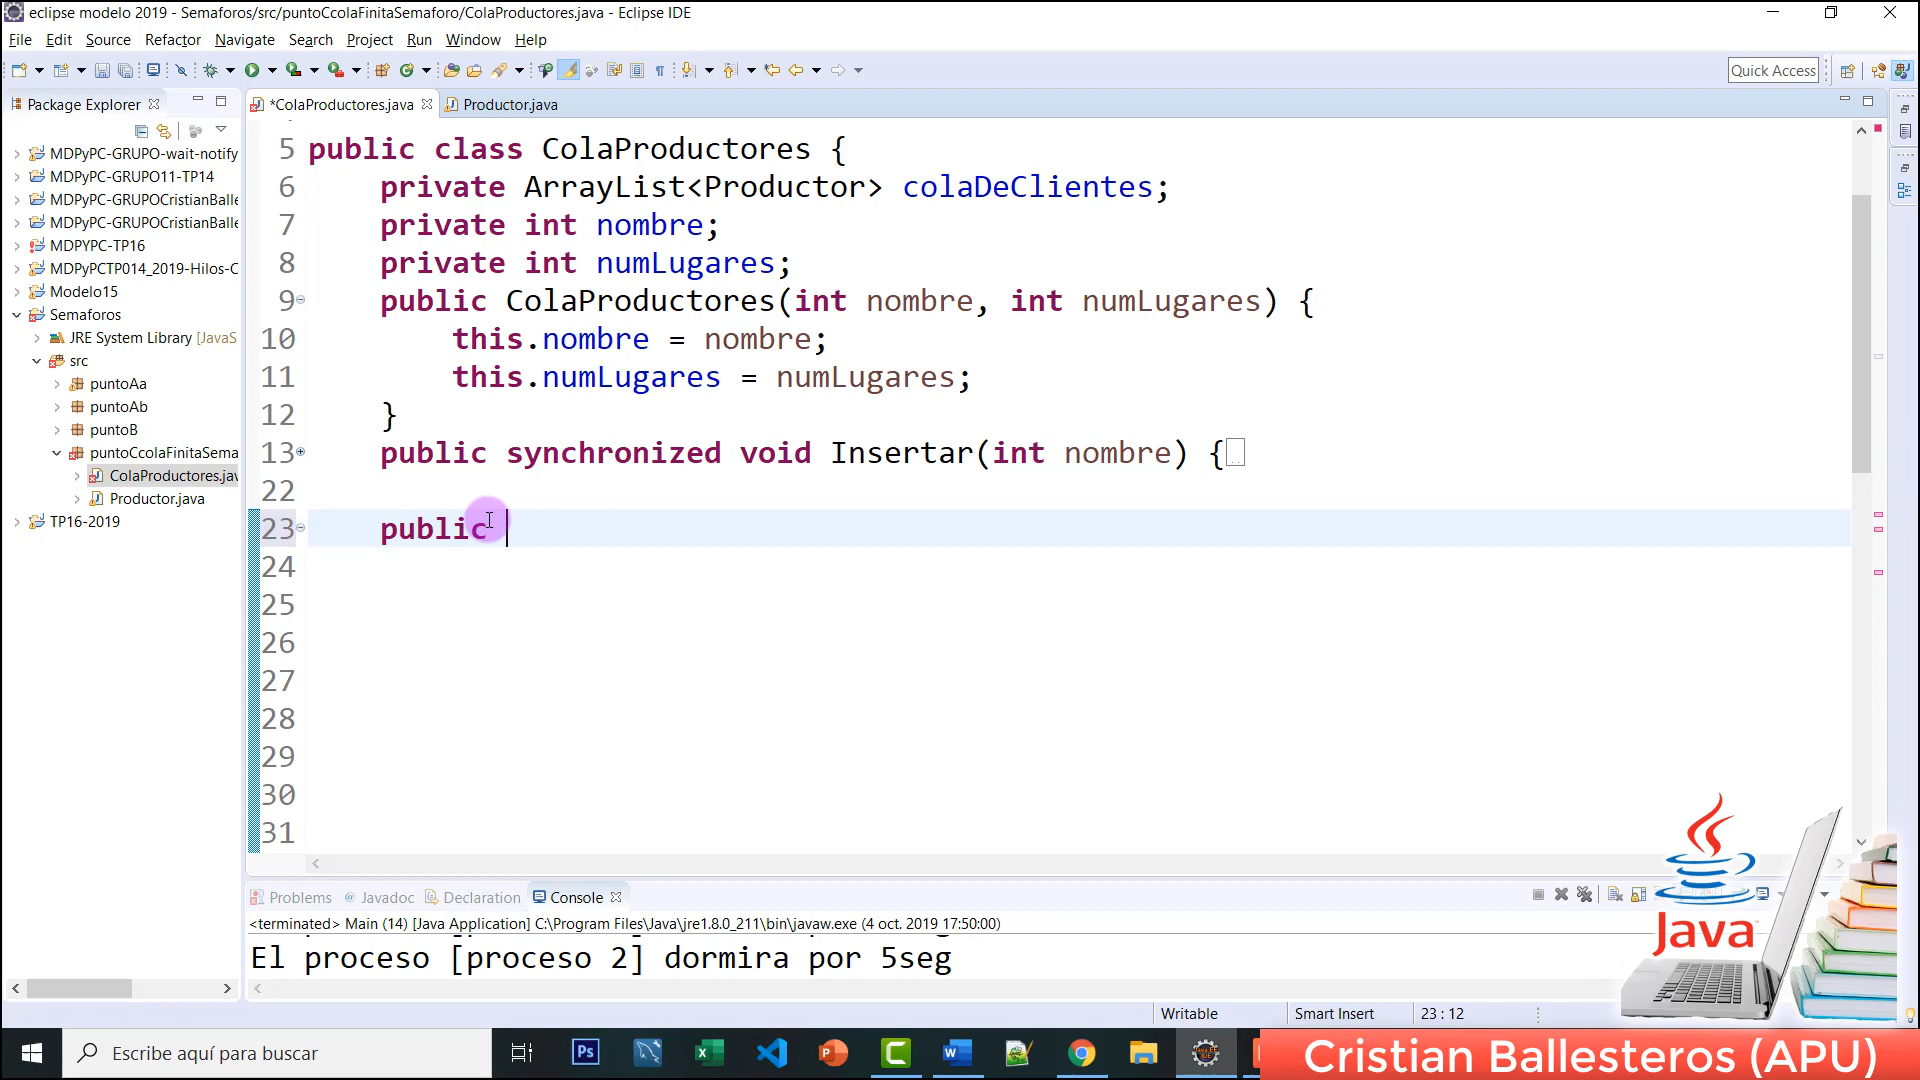 eclipse modelo 2019 - Semaforos/src/puntoCcolaFinitaSemaforo/ColaProductores.java - Eclipse IDE
File Edit Source Refactor Navigate Search Project Run Window Help
Quick Access
Package Explorer
*ColaProductores.java
Productor.java
MDPyPC-GRUPO-wait-notify
MDPyPC-GRUPO11-TP14
MDPyPC-GRUPOCristianBalle
MDPyPC-GRUPOCristianBalle
MDPYPC-TP16
MDPyPCTP014_2019-Hilos-C
Modelo15
Semaforos
JRE System Library [JavaS
src
puntoAa
puntoAb
puntoB
puntoCcolaFinitaSema
ColaProductores.jav
Productor.java
TP16-2019
5 public class ColaProductores {
6 private ArrayList<Productor> colaDeClientes;
7 private int nombre;
8 private int numLugares;
9 public ColaProductores(int nombre, int numLugares) {
10 this.nombre = nombre;
11 this.numLugares = numLugares;
12 }
13 public synchronized void Insertar(int nombre) {
22
23 public
24
25
26
27
28
29
30
31
Problems Javadoc Declaration Console
<terminated> Main (14) [Java Application] C:\Program Files\Java\jre1.8.0_211\bin\javaw.exe (4 oct. 2019 17:50:00)
El proceso [proceso 2] dormira por 5seg
Writable Smart Insert 23 : 12
Java
Escribe aquí para buscar
Cristian Ballesteros (APU)